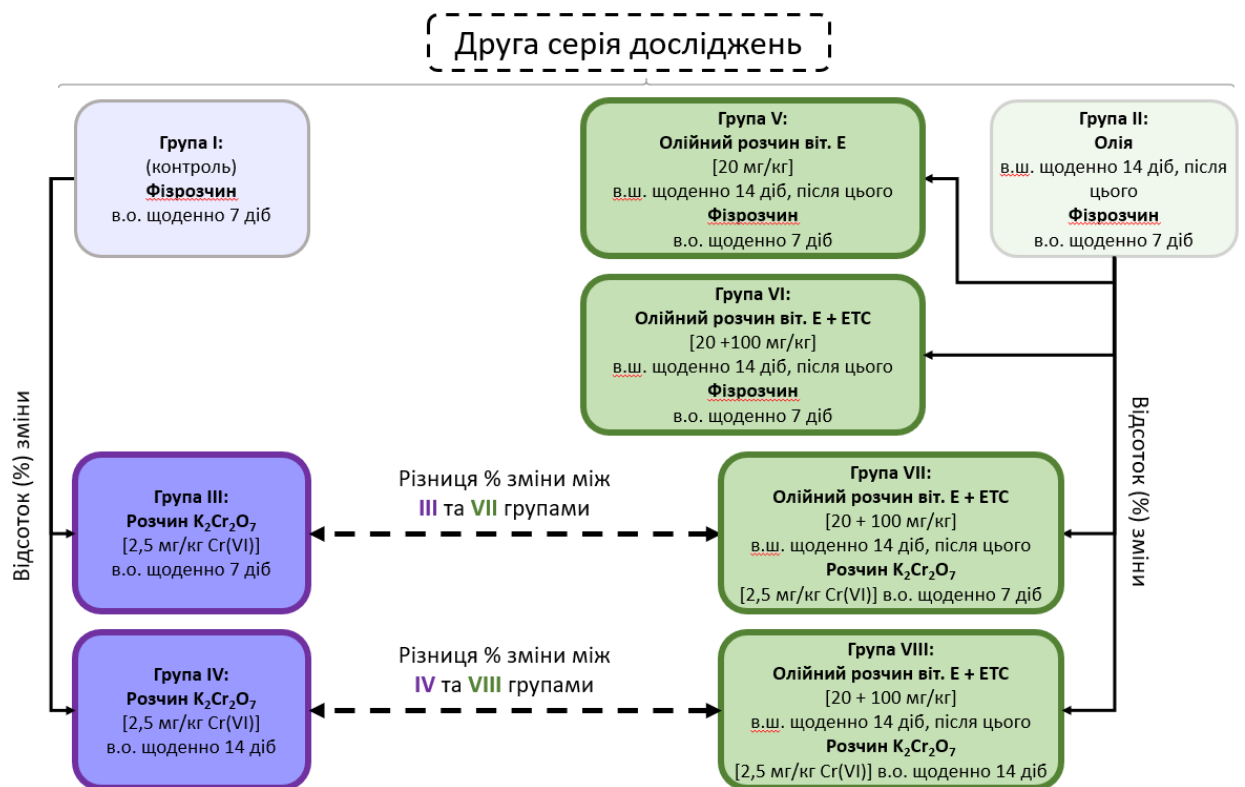 Друга серія досліджень
Група I:
(контроль)
Фізрозчин
в.о. щоденно 7 діб
Група V:
Олійний розчин віт. Е
[20 мг/кг]
в.ш. щоденно 14 діб, після цього
Фізрозчин
в.о. щоденно 7 діб
Група II:
Олія
в.ш. щоденно 14 діб, після
цього
Фізрозчин
в.о. щоденно 7 діб
Група VI:
Олійний розчин віт. Е + ЕТС
[20 +100 мг/кг]
в.ш. щоденно 14 діб, після цього
Фізрозчин
в.о. щоденно 7 діб
Відсоток (%) зміни
Відсоток (%) зміни
Група III:
Розчин K₂Cr₂O₇
[2,5 мг/кг Cr(VI)]
в.о. щоденно 7 діб
Різниця % зміни між
III та VII групами
Група VII:
Олійний розчин віт. Е + ЕТС
[20 + 100 мг/кг]
в.ш. щоденно 14 діб, після цього
Розчин K₂Cr₂O₇
[2,5 мг/кг Cr(VI)] в.о. щоденно 7 діб
Група IV:
Розчин K₂Cr₂O₇
[2,5 мг/кг Cr(VI)]
в.о. щоденно 14 діб
Різниця % зміни між
IV та VIII групами
Група VIII:
Олійний розчин віт. Е + ЕТС
[20 + 100 мг/кг]
в.ш. щоденно 14 діб, після цього
Розчин K₂Cr₂O₇
[2,5 мг/кг Cr(VI)] в.о. щоденно 14 діб